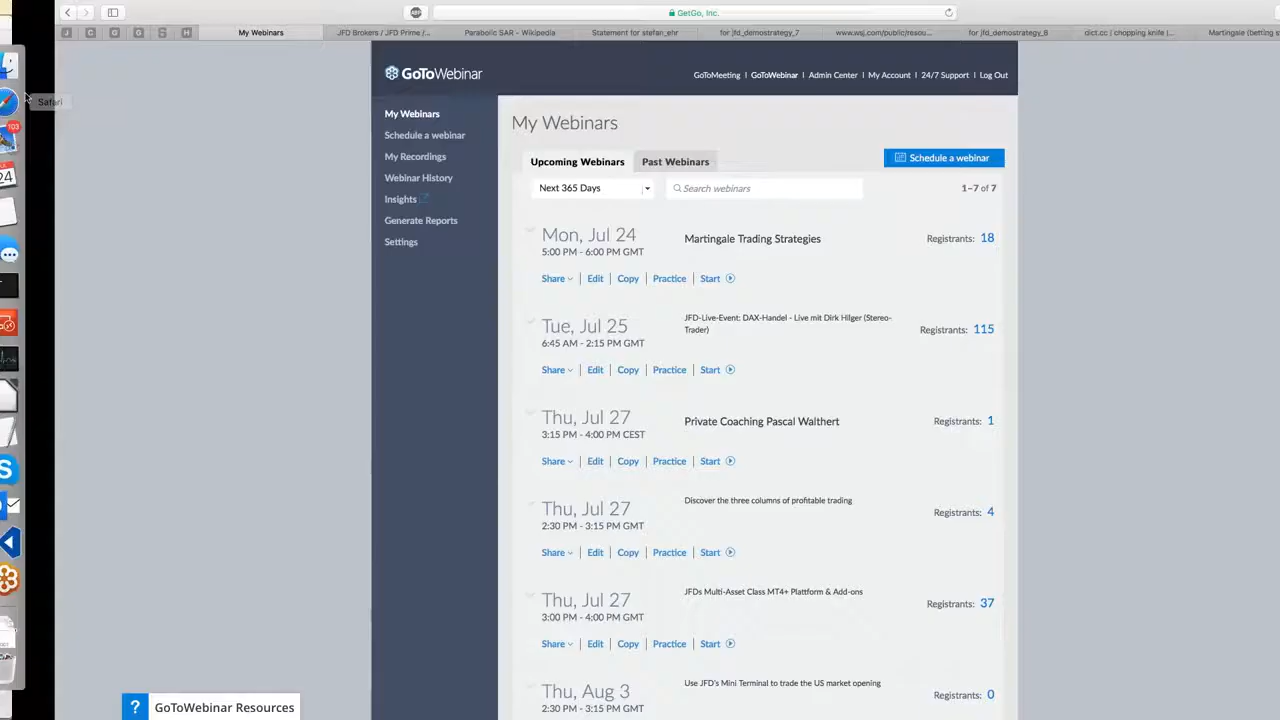 GetGo, Inc.
J
C
G
G
H
My Webinars
JFD Brokers / JFD Prime /...
Parabolic SAR - Wikipedia
Statement for stefan_ehr
for jfd_demostrategy_7
www.wsj.com/public/resou...
for jfd_demostrategy_8
dict.cc | chopping knife |...
Martingale (betting s
Safari
103
24
GoToWebinar
GoToMeeting | GoToWebinar | Admin Center | My Account | 24/7 Support | Log Out
My Webinars
Schedule a webinar
My Recordings
Webinar History
Insights
Generate Reports
Settings
My Webinars
Upcoming Webinars
Past Webinars
Schedule a webinar
Next 365 Days
Search webinars
1–7 of 7
Mon, Jul 24
5:00 PM - 6:00 PM GMT
Martingale Trading Strategies
Registrants: 18
Share | Edit | Copy | Practice | Start
Tue, Jul 25
6:45 AM - 2:15 PM GMT
JFD-Live-Event: DAX-Handel - Live mit Dirk Hilger (Stereo-
Trader)
Registrants: 115
Share | Edit | Copy | Practice | Start
Thu, Jul 27
3:15 PM - 4:00 PM CEST
Private Coaching Pascal Walthert
Registrants: 1
Share | Edit | Copy | Practice | Start
Thu, Jul 27
2:30 PM - 3:15 PM GMT
Discover the three columns of profitable trading
Registrants: 4
Share | Edit | Copy | Practice | Start
Thu, Jul 27
3:00 PM - 4:00 PM GMT
JFDs Multi-Asset Class MT4+ Plattform & Add-ons
Registrants: 37
Share | Edit | Copy | Practice | Start
Thu, Aug 3
2:30 PM - 3:15 PM GMT
Use JFD's Mini Terminal to trade the US market opening
Registrants: 0
? GoToWebinar Resources